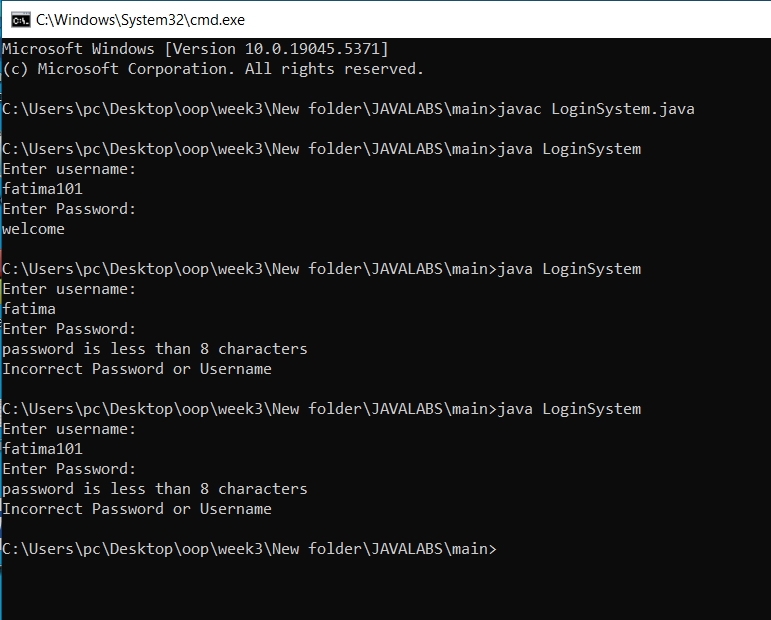 C:\Windows\System32\cmd.exe
Microsoft Windows [Version 10.0.19045.5371]
(c) Microsoft Corporation. All rights reserved.
C:\Users\pc\Desktop\oop\week3\New folder\JAVALABS\main>javac LoginSystem.java
C:\Users\pc\Desktop\oop\week3\New folder\JAVALABS\main>java LoginSystem
Enter username:
fatima101
Enter Password:
welcome
C:\Users\pc\Desktop\oop\week3\New folder\JAVALABS\main>java LoginSystem
Enter username:
fatima
Enter Password:
password is less than 8 characters
Incorrect Password or Username
C:\Users\pc\Desktop\oop\week3\New folder\JAVALABS\main>java LoginSystem
Enter username:
fatima101
Enter Password:
password is less than 8 characters
Incorrect Password or Username
C:\Users\pc\Desktop\oop\week3\New folder\JAVALABS\main>